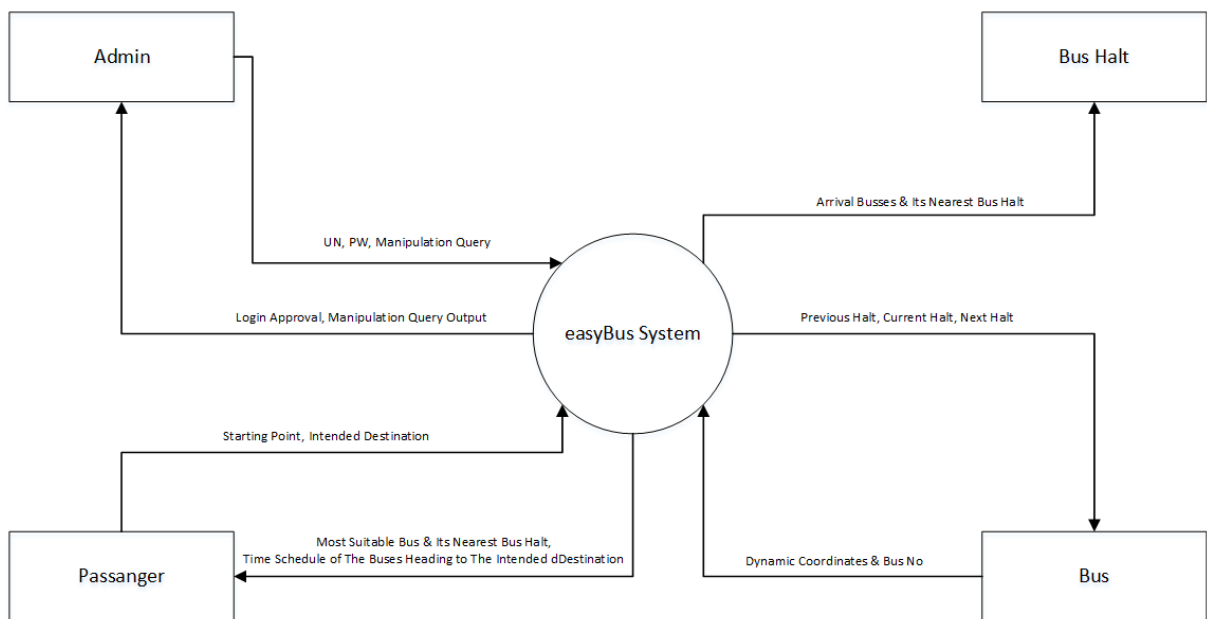 Admin
Bus Halt
Arrival Busses & Its Nearest Bus Halt
UN, PW, Manipulation Query
Login Approval, Manipulation Query Output
easyBus System
Previous Halt, Current Halt, Next Halt
Starting Point, Intended Destination
Most Suitable Bus & Its Nearest Bus Halt,
Time Schedule of The Buses Heading to The Intended dDestination
Dynamic Coordinates & Bus No
Passanger
Bus